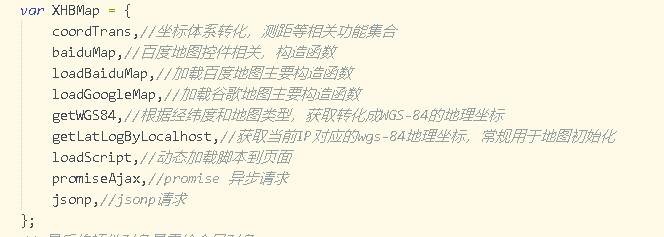 var XHBMap = {
coordTrans,//坐标体系转化，测距等相关功能集合
baiduMap,//百度地图控件相关，构造函数
loadBaiduMap,//加载百度地图主要构造函数
loadGoogleMap,//加载谷歌地图主要构造函数
getWGS84,//根据经纬度和地图类型，获取转化成WGS-84的地理坐标
getLatLogByLocalhost,//获取当前IP对应的wgs-84地理坐标，常规用于地图初始化
loadScript,//动态加载脚本到页面
promiseAjax,//promise 异步请求
jsonp,//jsonp请求
};